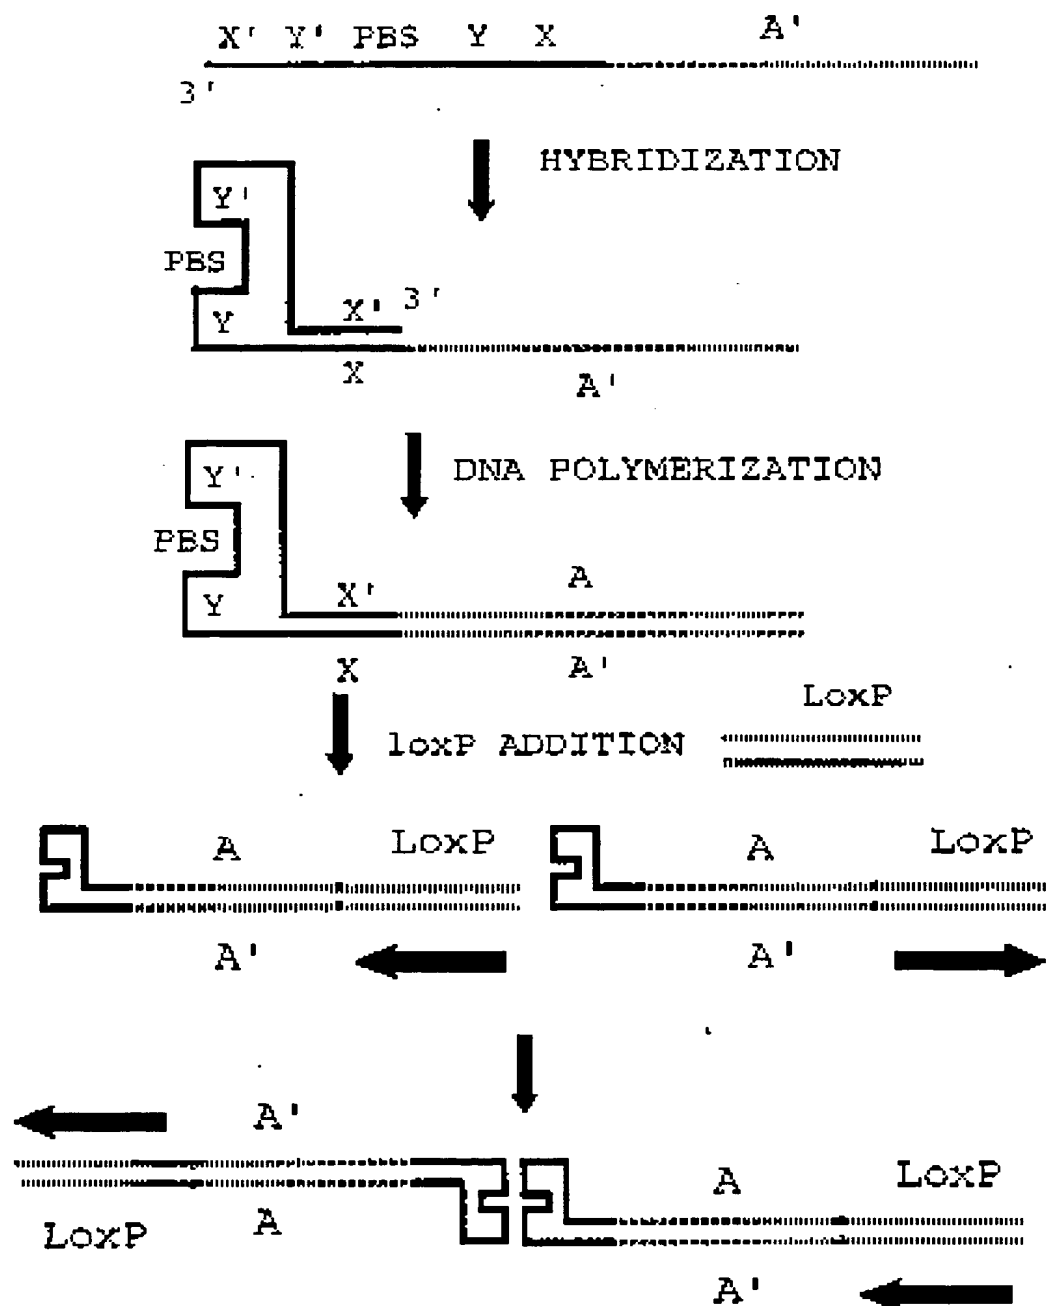 X' Y' PBS Y X A'
3'
HYBRIDIZATION
Y'
PBS
Y
X' 3'
X
A'
DNA POLYMERIZATION
Y'
PBS
Y
X'
A
X
A'
LoxP
loxP ADDITION
A LoxP A LoxP
A' A'
A'
A LoxP
LoxP A
A'